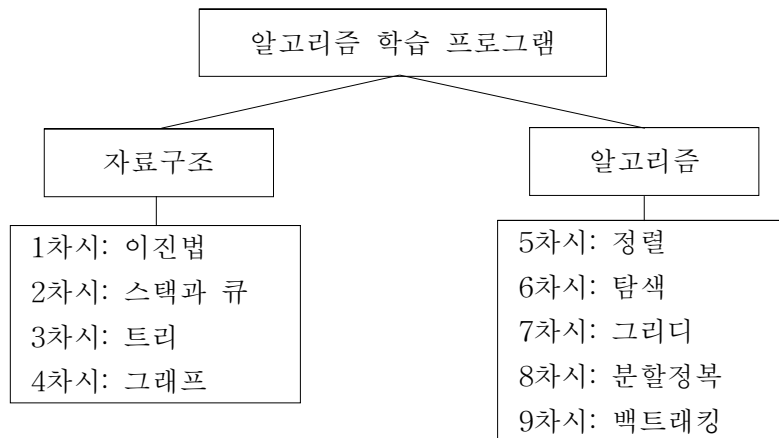 알고리즘 학습 프로그램
자료구조
1차시: 이진법
2차시: 스택과 큐
3차시: 트리
4차시: 그래프
알고리즘
5차시: 정렬
6차시: 탐색
7차시: 그리디
8차시: 분할정복
9차시: 백트래킹